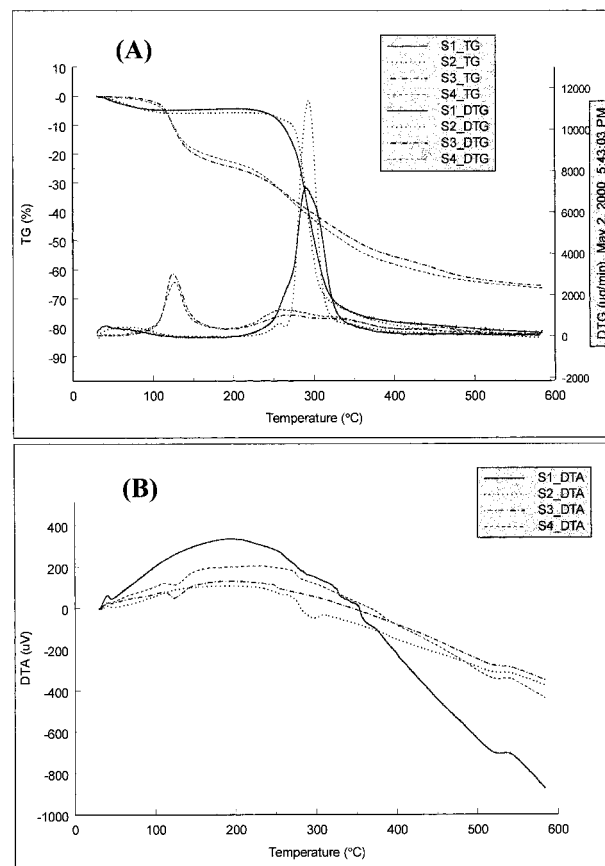 (A)
S1_TG
S2_TG
S3_TG
S4_TG
S1_DTG
S2_DTG
S3_DTG
S4_DTG
10
-0
-10
-20
-30
-40
-50
-60
-70
-80
-90
TG (%)
12000
10000
8000
6000
4000
2000
0
-2000
DTG (ug/min), May 2, 2000 5:43:03 PM
0
100
200
300
400
500
600
Temperature (°C)
(B)
S1_DTA
S2_DTA
S3_DTA
S4_DTA
400
200
0
-200
-400
-600
-800
-1000
DTA (uV)
0
100
200
300
400
500
600
Temperature (°C)